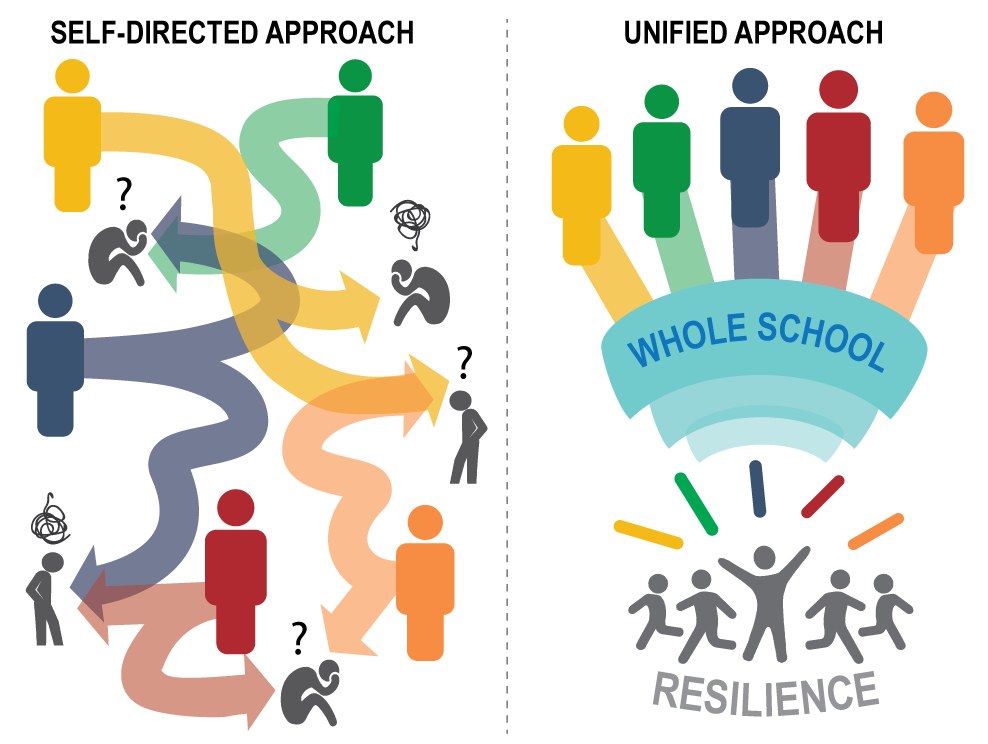 SELF-DIRECTED APPROACH
UNIFIED APPROACH
?
?
?
WHOLE SCHOOL
RESILIENCE